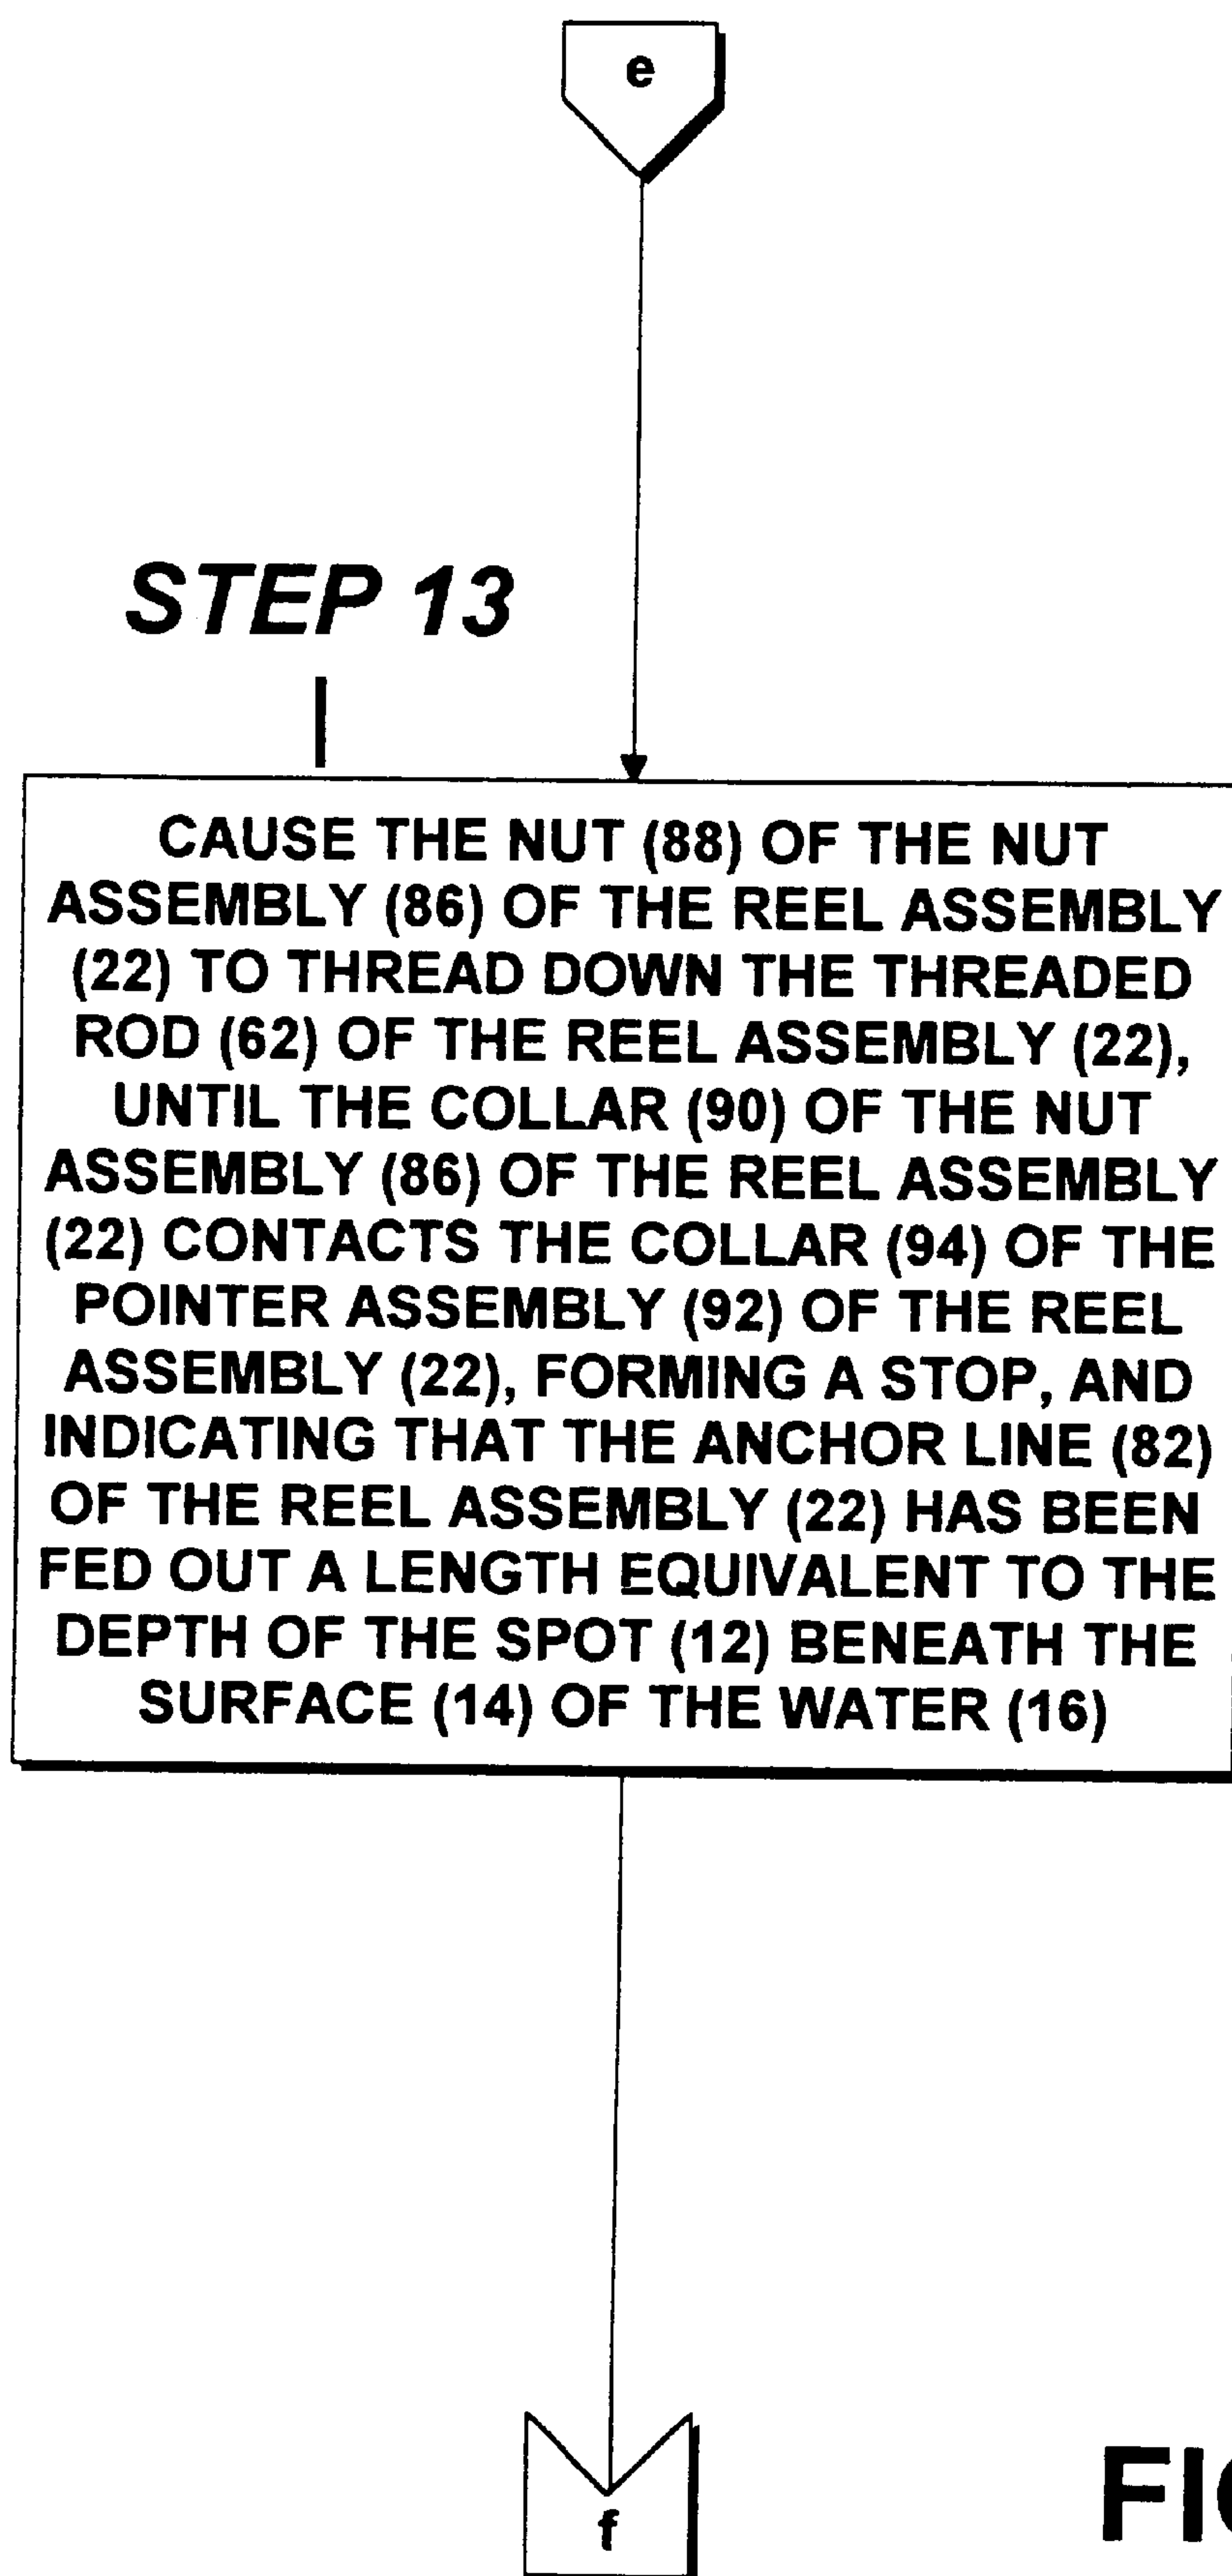 e
STEP 13
CAUSE THE NUT (88) OF THE NUT
ASSEMBLY (86) OF THE REEL ASSEMBLY
(22) TO THREAD DOWN THE THREADED
ROD (62) OF THE REEL ASSEMBLY (22),
UNTIL THE COLLAR (90) OF THE NUT
ASSEMBLY (86) OF THE REEL ASSEMBLY
(22) CONTACTS THE COLLAR (94) OF THE
POINTER ASSEMBLY (92) OF THE REEL
ASSEMBLY (22), FORMING A STOP, AND
INDICATING THAT THE ANCHOR LINE (82)
OF THE REEL ASSEMBLY (22) HAS BEEN
FED OUT A LENGTH EQUIVALENT TO THE
DEPTH OF THE SPOT (12) BENEATH THE
SURFACE (14) OF THE WATER (16)
f